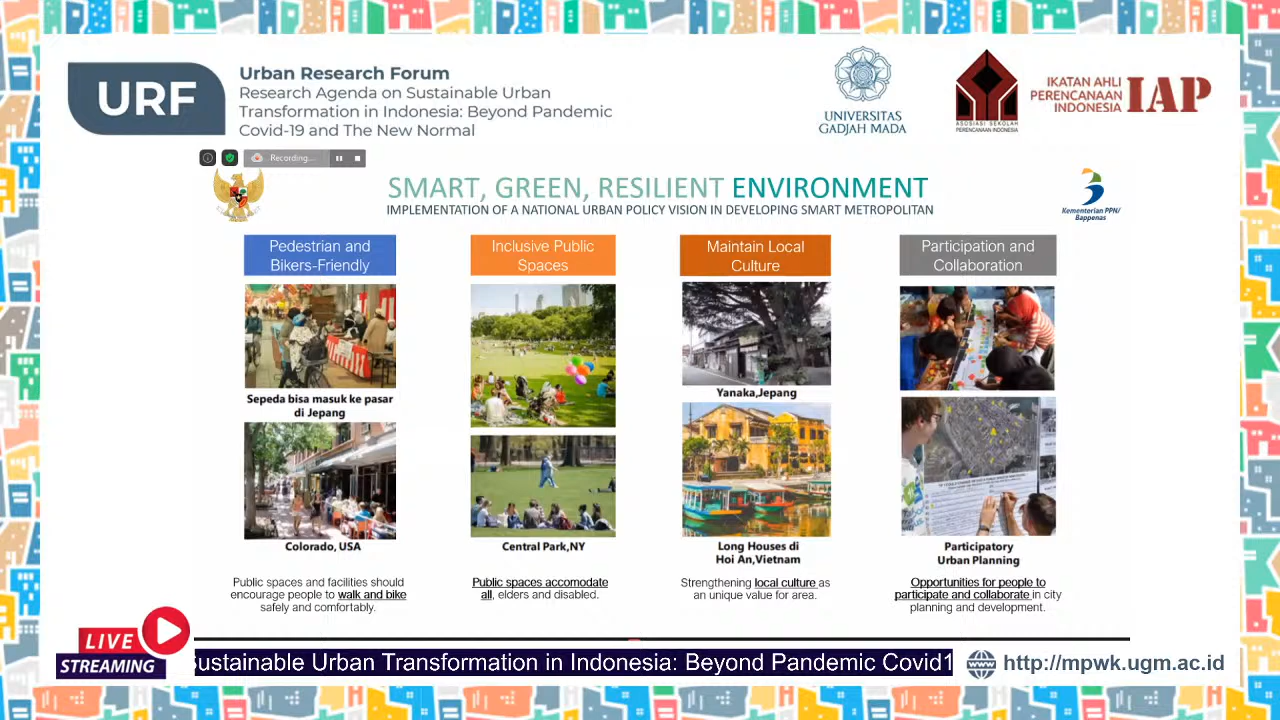 URF
Urban Research Forum
Research Agenda on Sustainable Urban
Transformation in Indonesia: Beyond Pandemic
Covid-19 and The New Normal
UNIVERSITAS
GADJAH MADA
ASOSIASI SEKOLAH
PERENCANAAN INDONESIA
IKATAN AHLI
PERENCANAAN
INDONESIA
IAP
Recording...
SMART, GREEN, RESILIENT ENVIRONMENT
IMPLEMENTATION OF A NATIONAL URBAN POLICY VISION IN DEVELOPING SMART METROPOLITAN
Kementerian PPN/
Bappenas
Pedestrian and
Bikers-Friendly
Sepeda bisa masuk ke pasar
di Jepang
Colorado, USA
Public spaces and facilities should
encourage people to walk and bike
safely and comfortably.
Inclusive Public
Spaces
Central Park,NY
Public spaces accomodate
all, elders and disabled.
Maintain Local
Culture
Yanaka,Jepang
Long Houses di
Hoi An,Vietnam
Strengthening local culture as
an unique value for area.
Participation and
Collaboration
Participatory
Urban Planning
Opportunities for people to
participate and collaborate in city
planning and development.
LIVE
STREAMING
Sustainable Urban Transformation in Indonesia: Beyond Pandemic Covid1
http://mpwk.ugm.ac.id